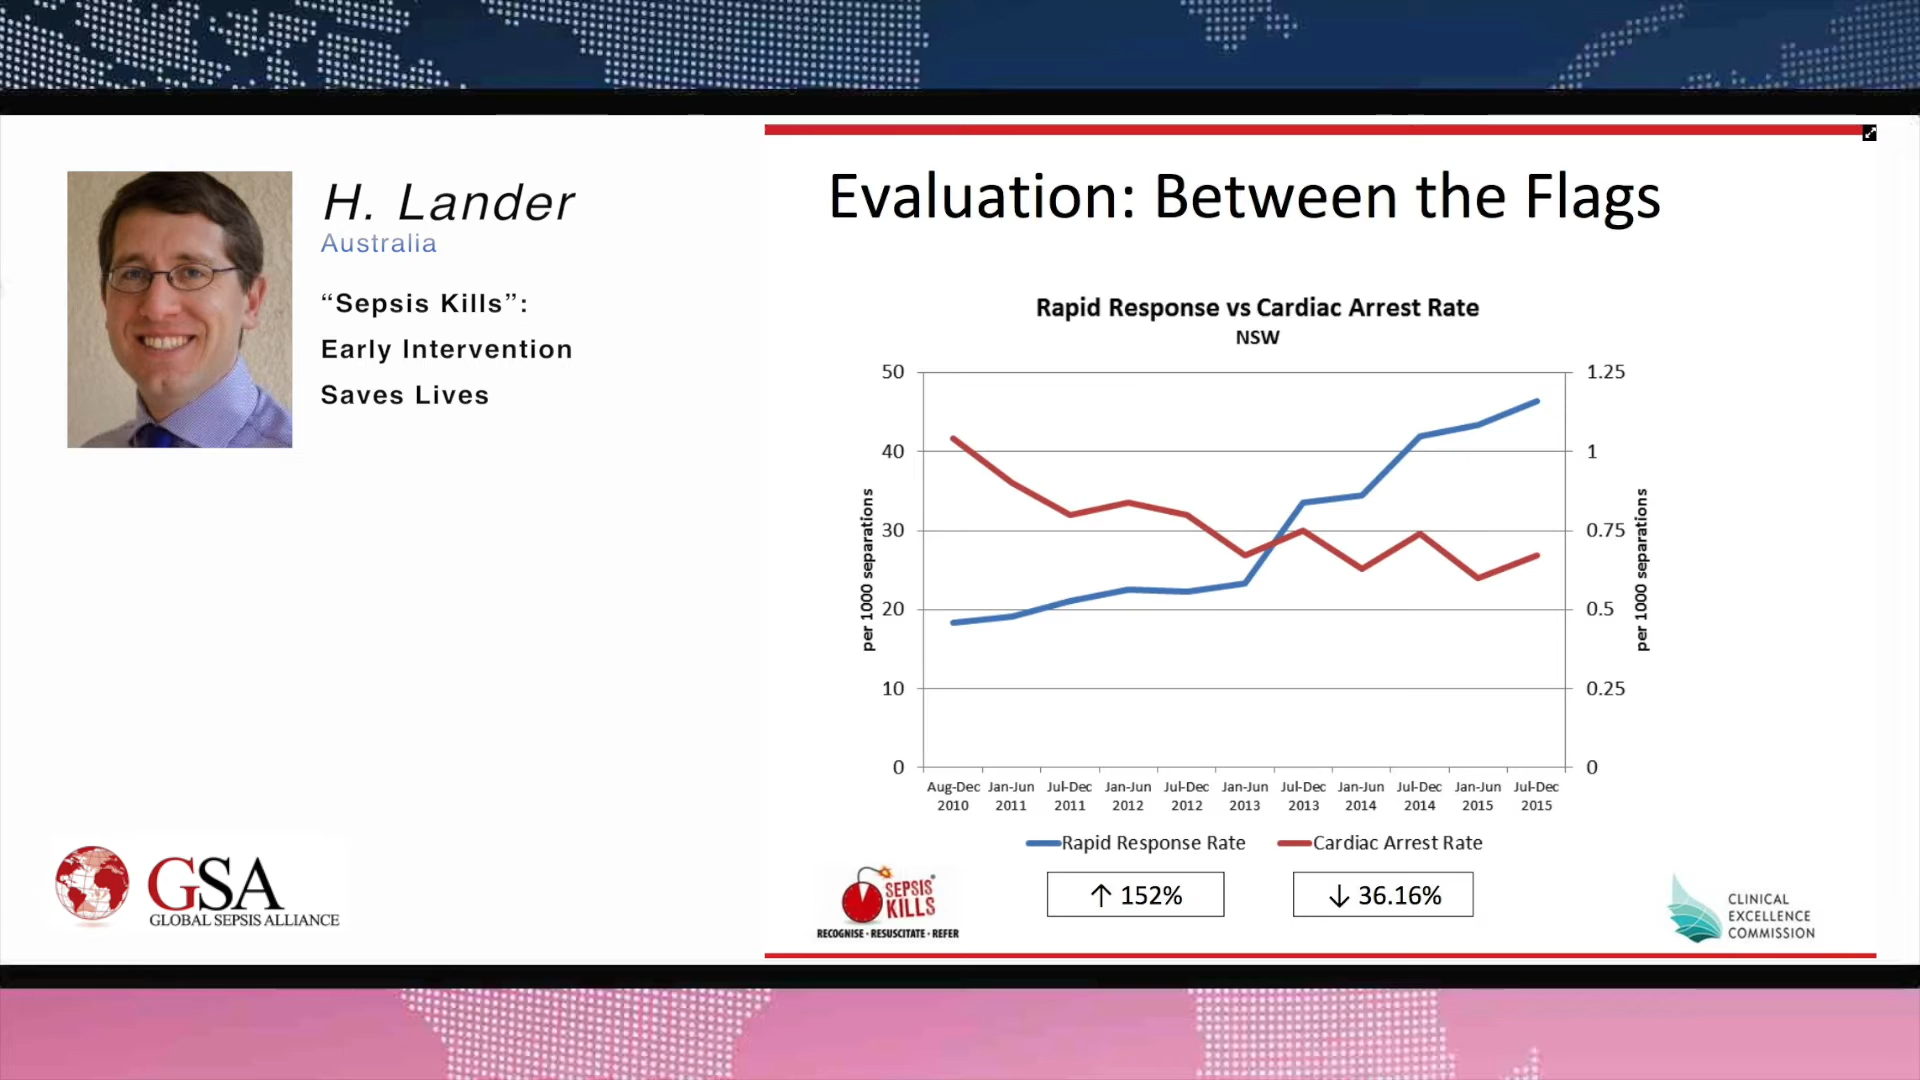 H. Lander
Australia
“Sepsis Kills”:
Early Intervention
Saves Lives
GSA
GLOBAL SEPSIS ALLIANCE
Evaluation: Between the Flags
Rapid Response vs Cardiac Arrest Rate
NSW
50
40
30
20
10
0
per 1000 separations
1.25
1
0.75
0.5
0.25
0
per 1000 separations
Aug-Dec Jan-Jun Jul-Dec Jan-Jun Jul-Dec Jan-Jun Jul-Dec Jan-Jun Jul-Dec Jan-Jun Jul-Dec
2010 2011 2011 2012 2012 2013 2013 2014 2014 2015 2015
Rapid Response Rate Cardiac Arrest Rate
↑ 152% ↓ 36.16%
SEPSIS
KILLS
RECOGNISE · RESUSCITATE · REFER
CLINICAL
EXCELLENCE
COMMISSION